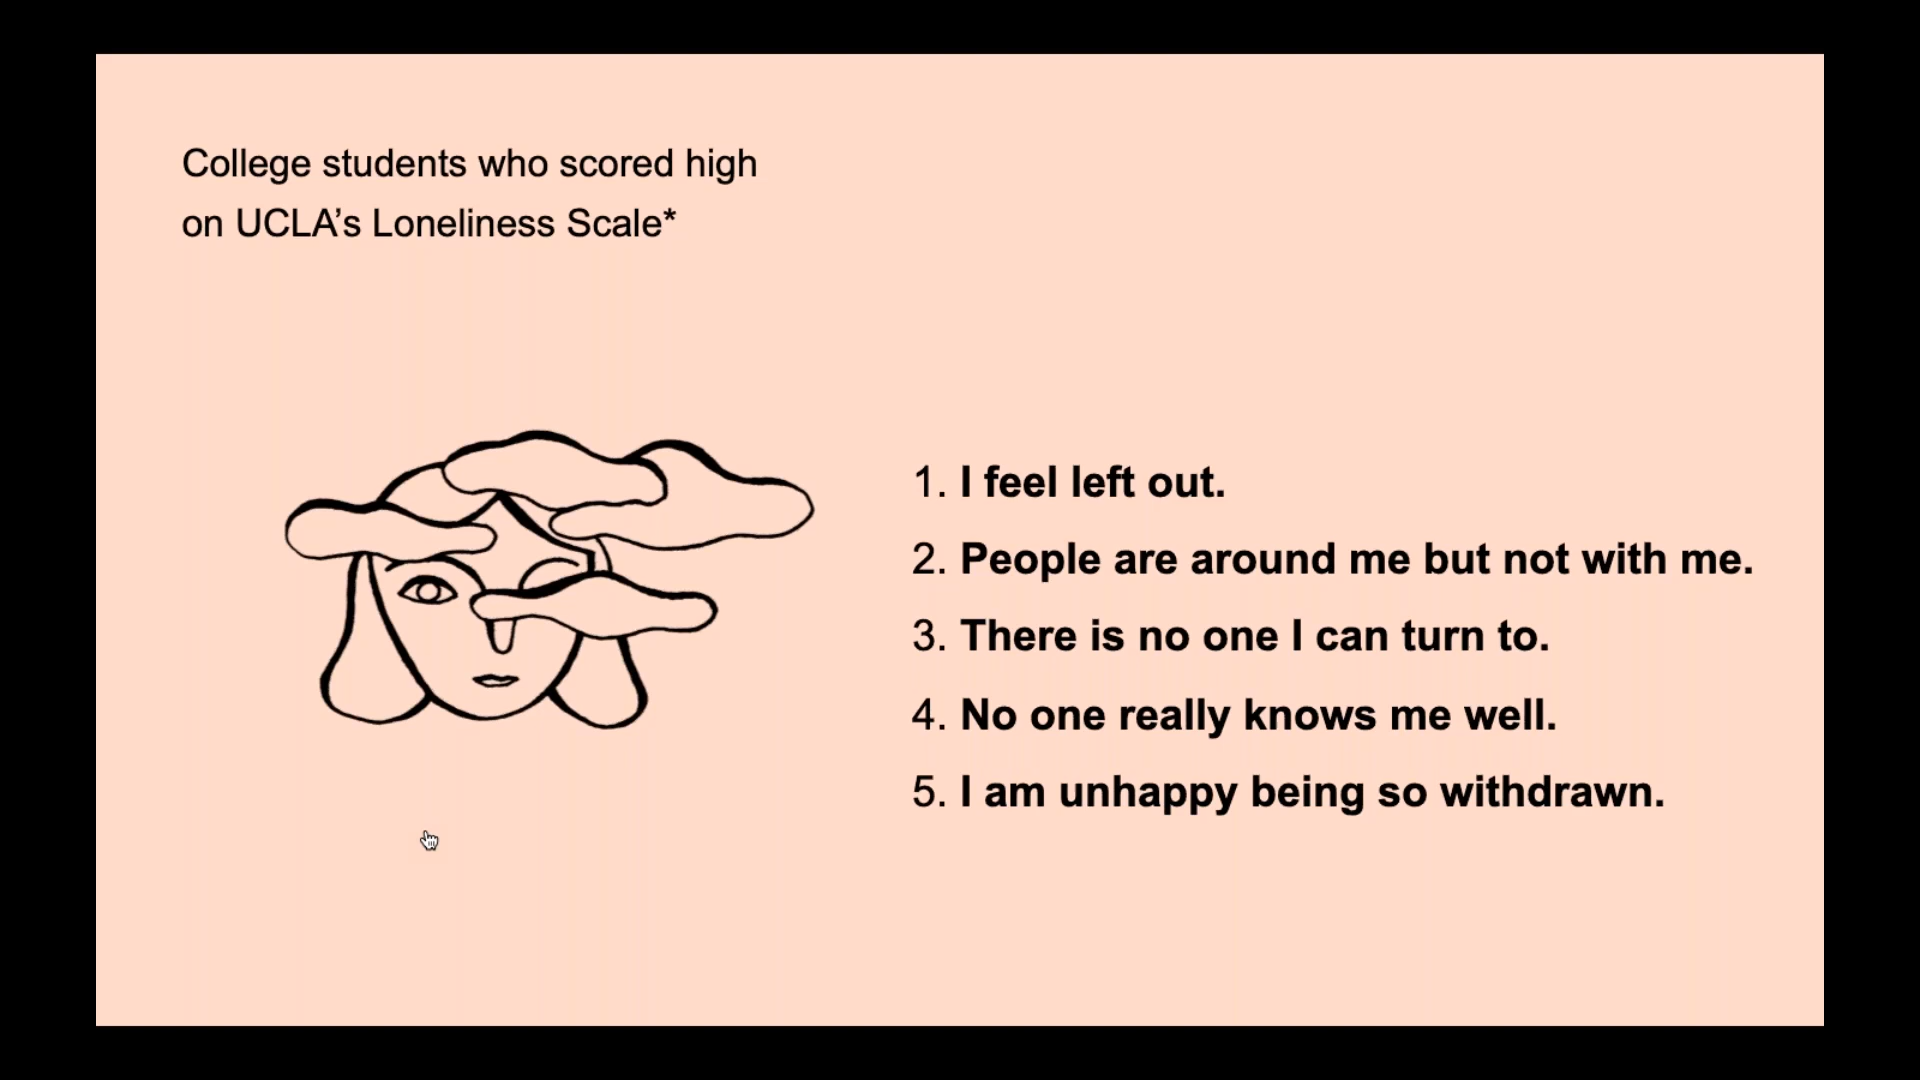 College students who scored high
on UCLA’s Loneliness Scale*
1. I feel left out.
2. People are around me but not with me.
3. There is no one I can turn to.
4. No one really knows me well.
5. I am unhappy being so withdrawn.